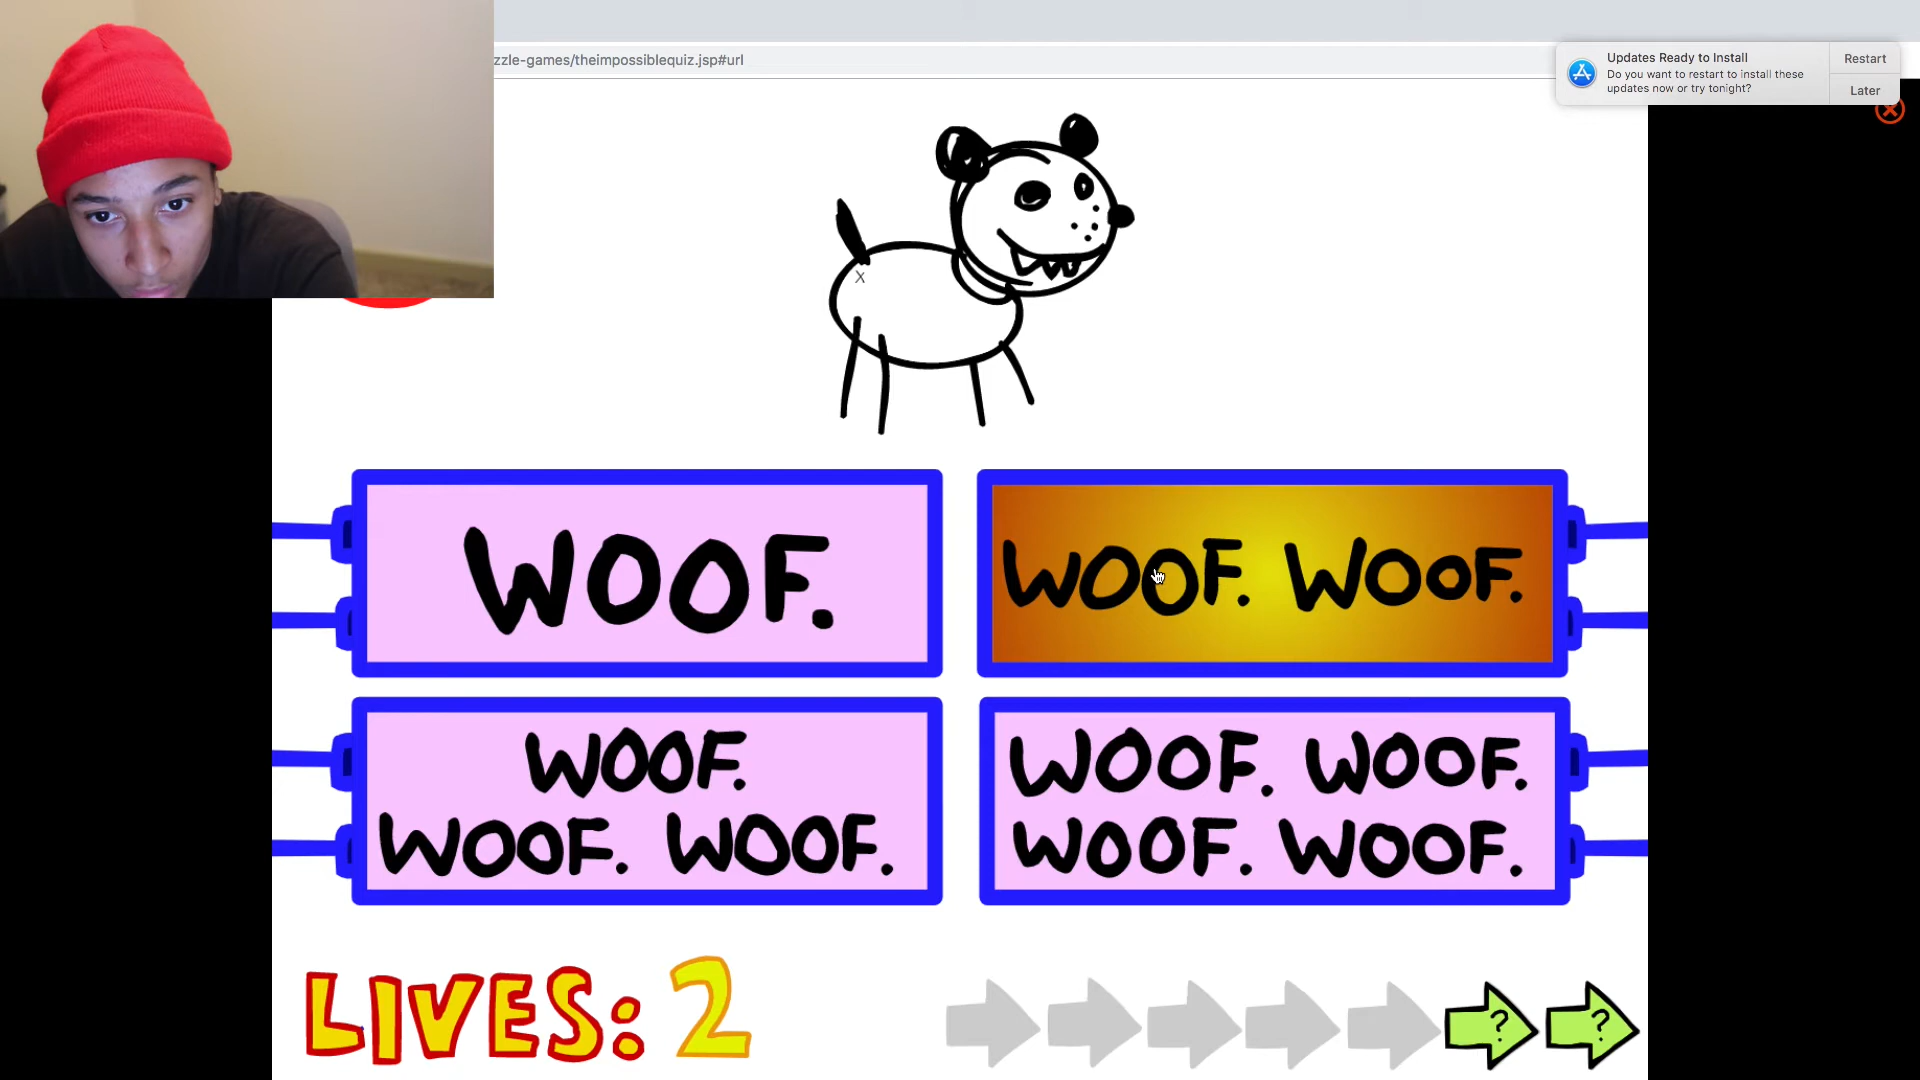 zzle-games/theimpossiblequiz.jsp#url
Updates Ready to Install
Do you want to restart to install these
updates now or try tonight?
Restart
Later
X
WOOF.
WOOF. WOOF.
WOOF.
WOOF. WOOF.
WOOF. WOOF.
WOOF. WOOF.
LIVES: 2
? ?